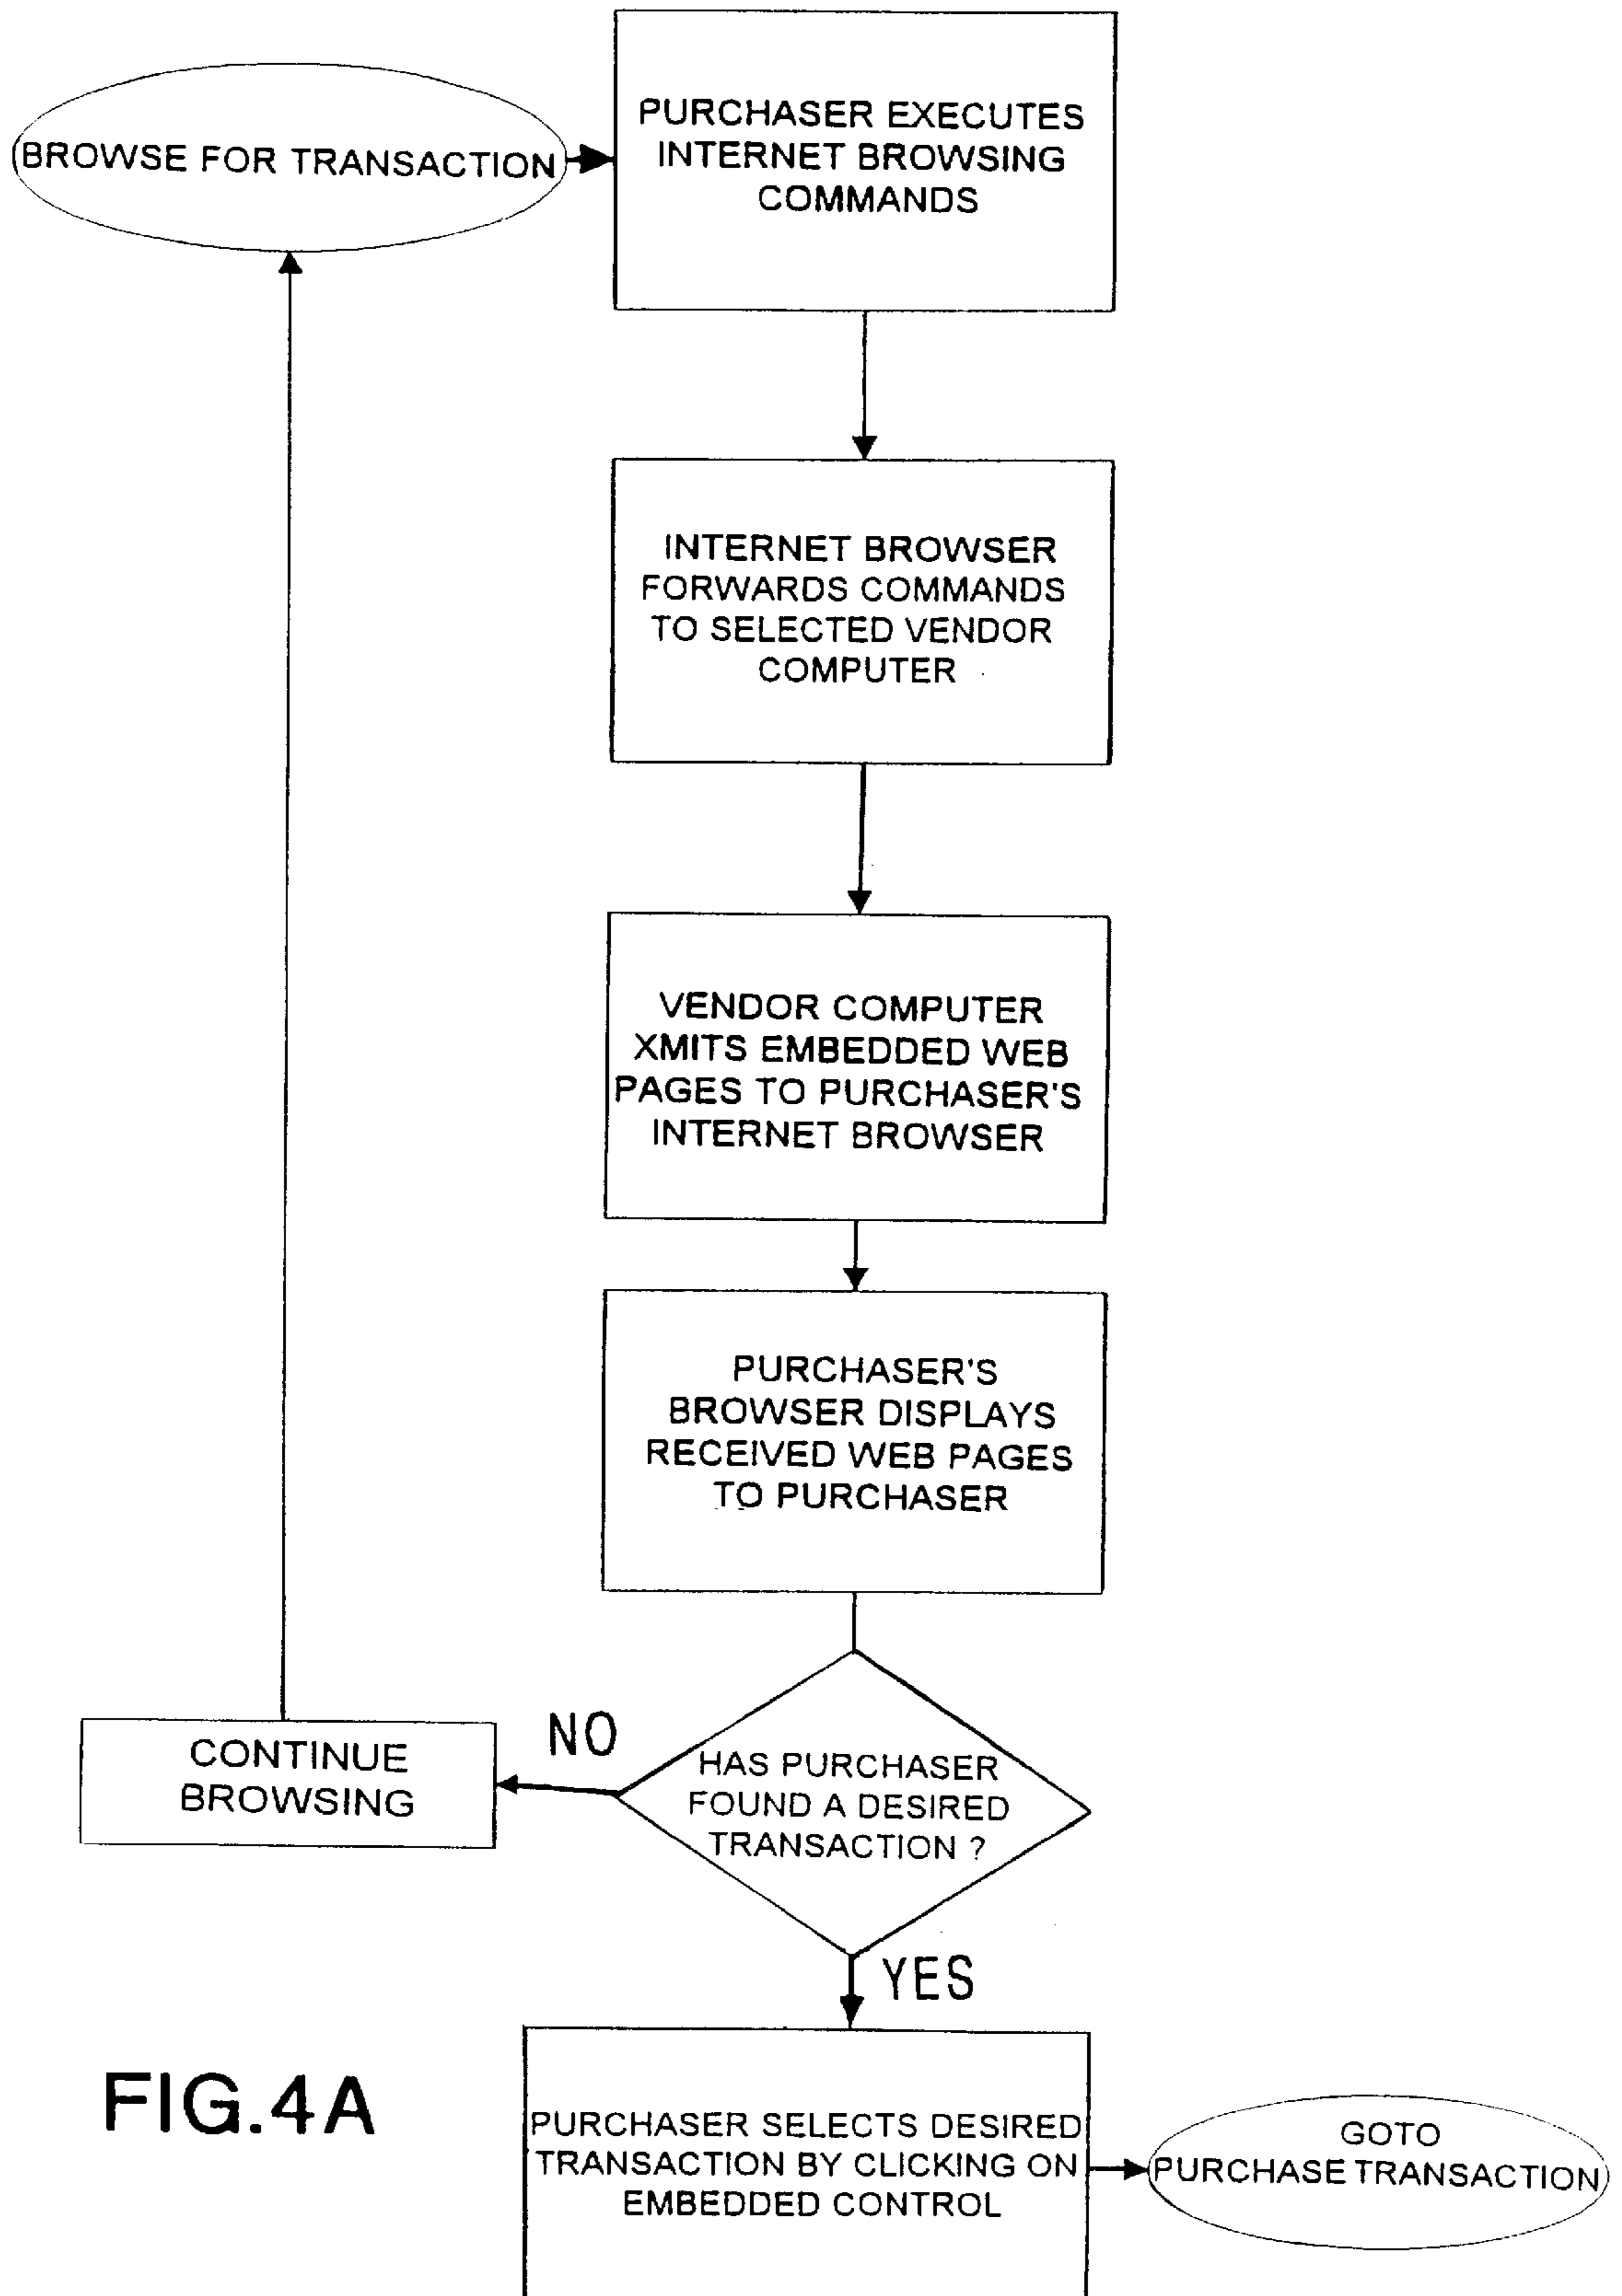 BROWSE FOR TRANSACTION
PURCHASER EXECUTES
INTERNET BROWSING
COMMANDS
INTERNET BROWSER
FORWARDS COMMANDS
TO SELECTED VENDOR
COMPUTER
VENDOR COMPUTER
XMITS EMBEDDED WEB
PAGES TO PURCHASER'S
INTERNET BROWSER
PURCHASER'S
BROWSER DISPLAYS
RECEIVED WEB PAGES
TO PURCHASER
HAS PURCHASER
FOUND A DESIRED
TRANSACTION ?
NO
CONTINUE
BROWSING
YES
PURCHASER SELECTS DESIRED
TRANSACTION BY CLICKING ON
EMBEDDED CONTROL
GOTO
PURCHASE TRANSACTION
FIG.4A